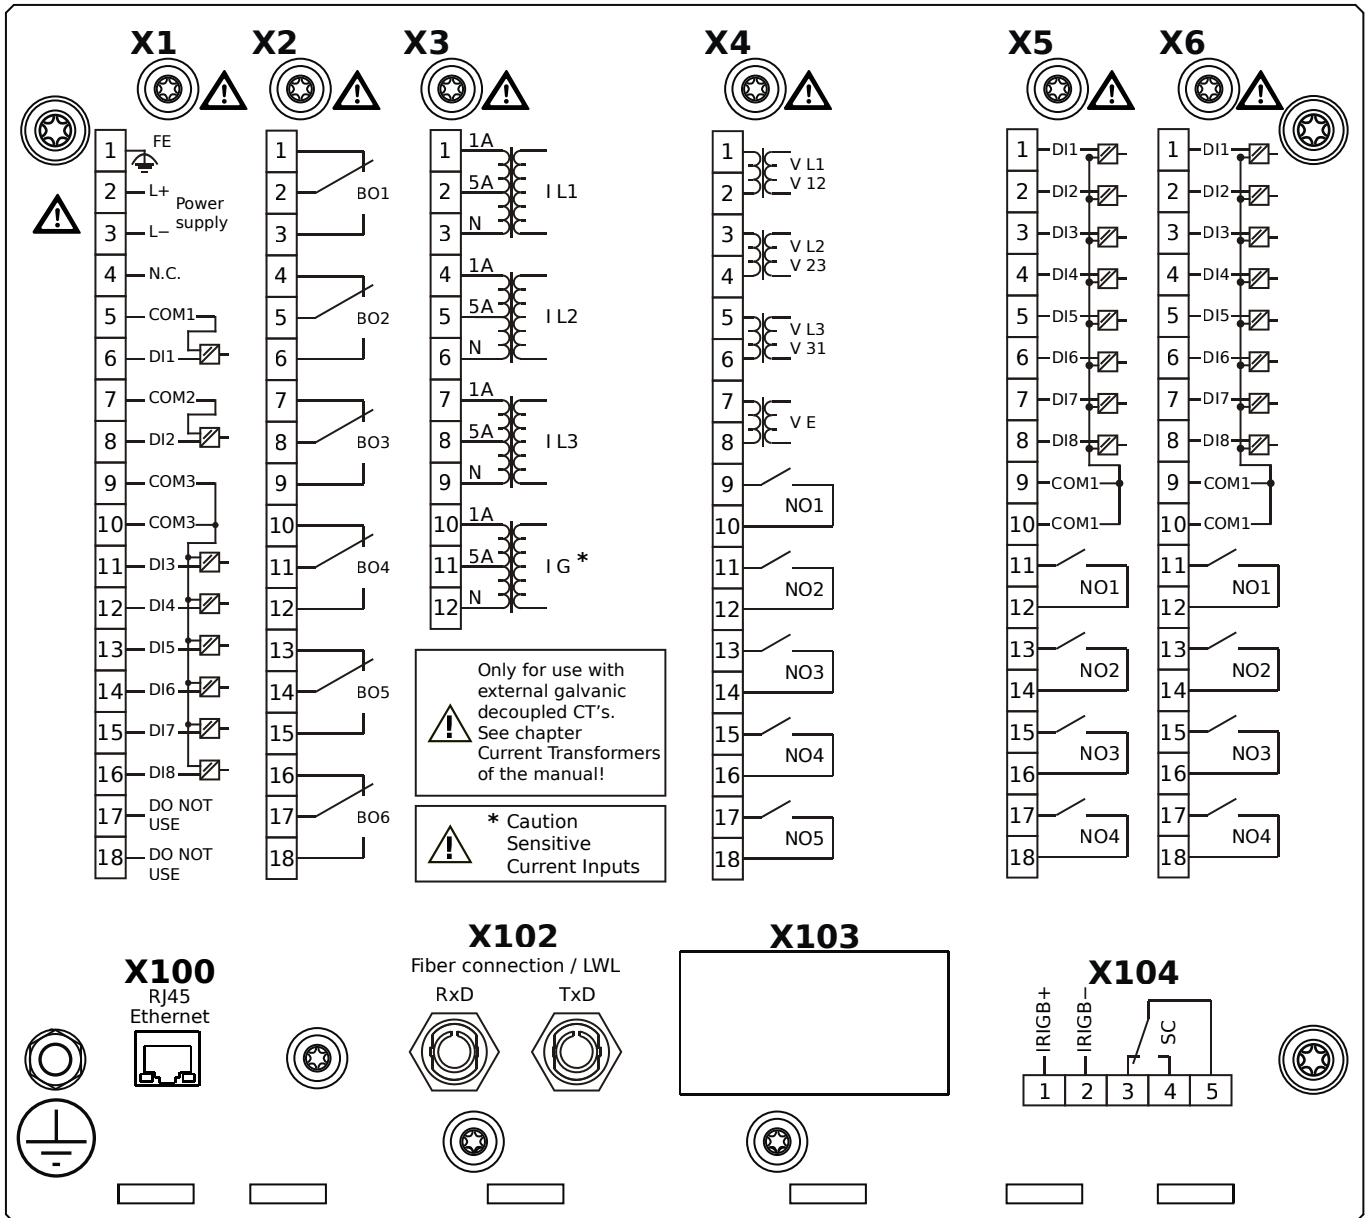 X1
X2
X3
X4
X5
X6
1 FE
2 L+
Power
supply
3 L−
4 N.C.
5 COM1
6 DI1
7 COM2
8 DI2
9 COM3
10 COM3
11 DI3
12 DI4
13 DI5
14 DI6
15 DI7
16 DI8
17 DO NOT
USE
18 DO NOT
USE
1
2 BO1
3
4
5 BO2
6
7
8 BO3
9
10
11 BO4
12
13
14 BO5
15
16
17 BO6
18
1 1A
2 5A I L1
3 N
4 1A
5 5A I L2
6 N
7 1A
8 5A I L3
9 N
10 1A
11 5A I G *
12 N
Only for use with
external galvanic
decoupled CT's.
See chapter
Current Transformers
of the manual!
* Caution
Sensitive
Current Inputs
1 V L1
2 V 12
3 V L2
4 V 23
5 V L3
6 V 31
7 V E
8
9 NO1
10
11 NO2
12
13 NO3
14
15 NO4
16
17 NO5
18
1 DI1
2 DI2
3 DI3
4 DI4
5 DI5
6 DI6
7 DI7
8 DI8
9 COM1
10 COM1
11 NO1
12
13 NO2
14
15 NO3
16
17 NO4
18
1 DI1
2 DI2
3 DI3
4 DI4
5 DI5
6 DI6
7 DI7
8 DI8
9 COM1
10 COM1
11 NO1
12
13 NO2
14
15 NO3
16
17 NO4
18
X100
RJ45
Ethernet
X102
Fiber connection / LWL
RxD TxD
X103
X104
IRIGB+
IRIGB−
SC
1 2 3 4 5